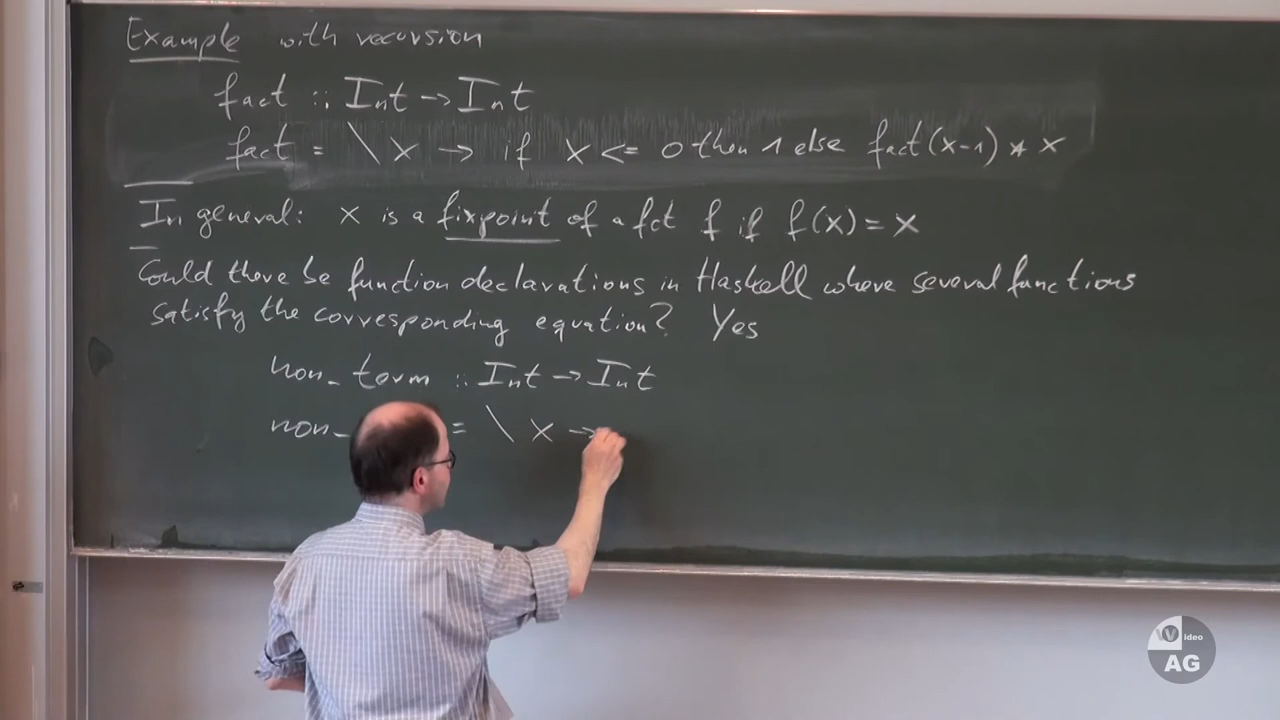 Example with recursion
fact :: Int → Int
fact = \ x → if x <= 0 then 1 else fact(x-1) * x
In general: x is a fixpoint of a fct f if f(x) = x
Could there be function declarations in Haskell where several functions
satisfy the corresponding equation? Yes
non_term :: Int → Int
non_ = \ x →
Video
AG